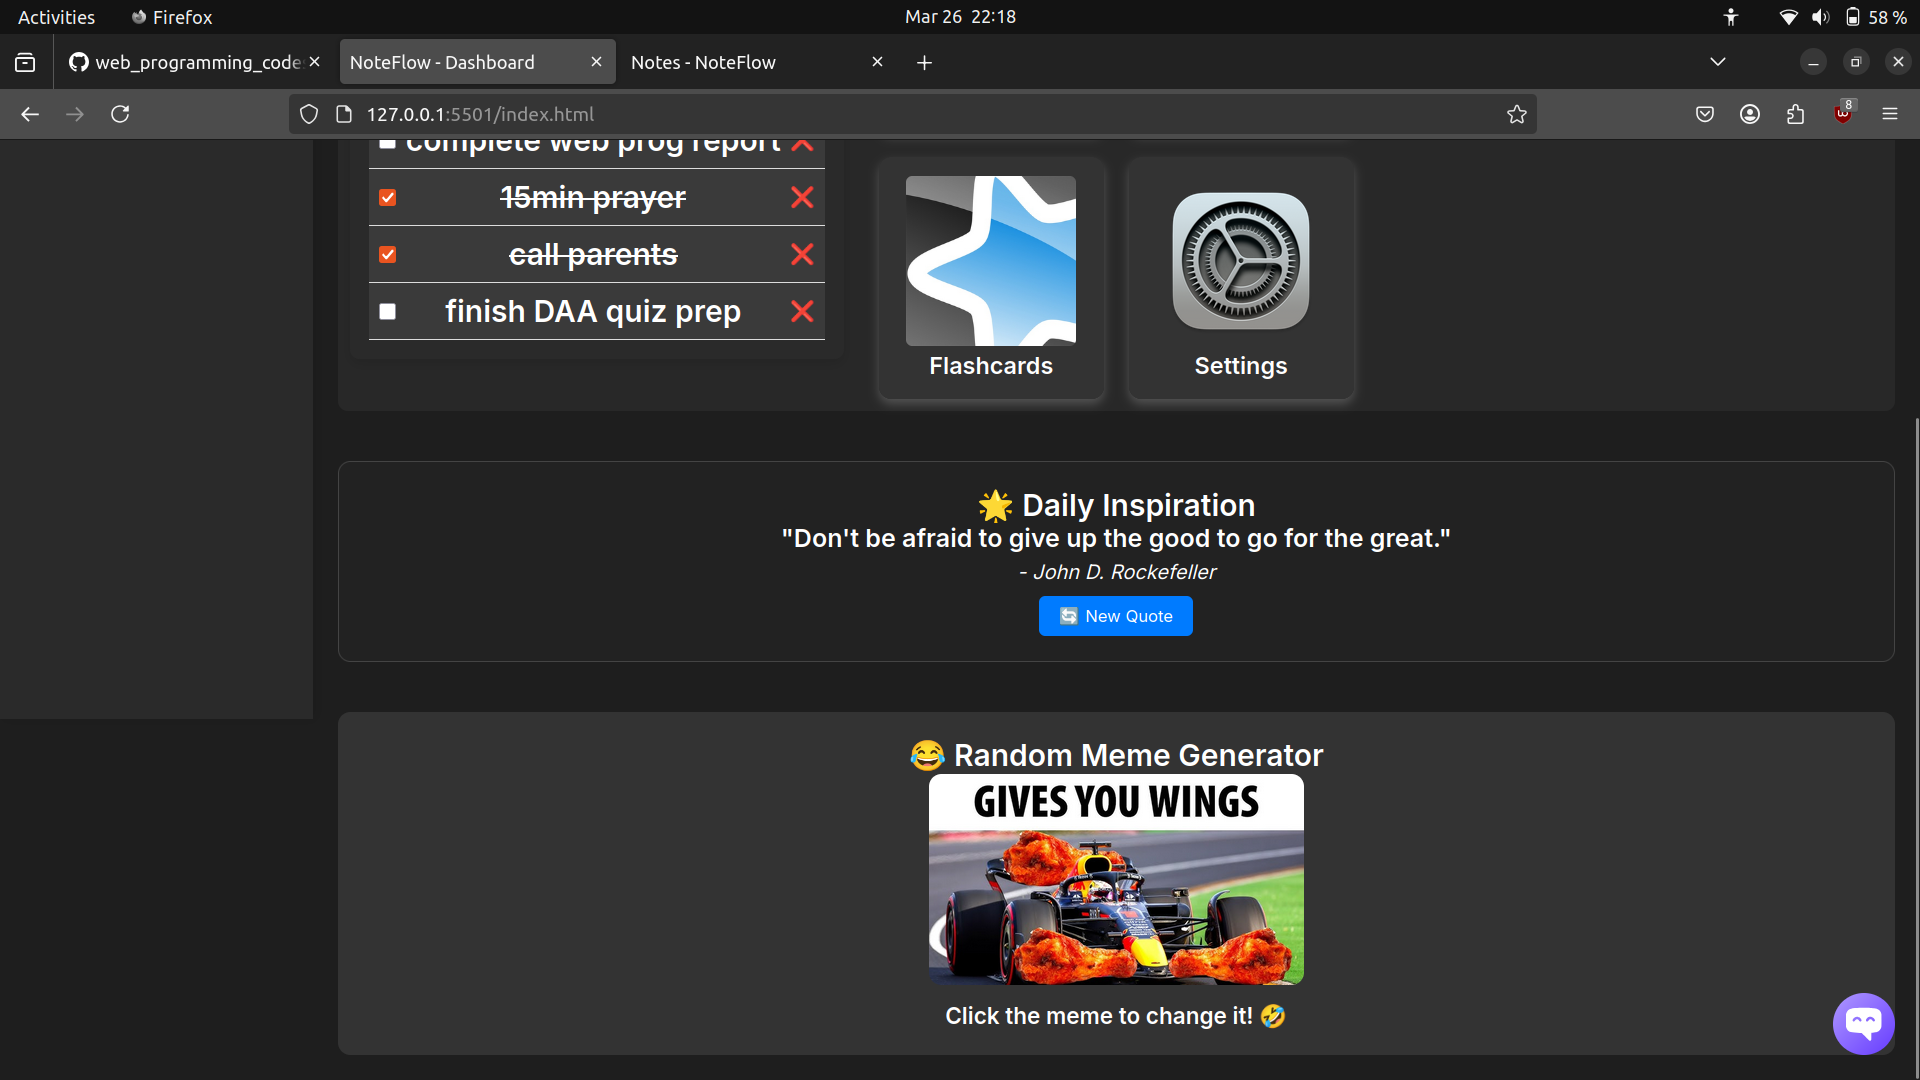 Activities
Firefox
Mar 26 22:18
58 %
web_programming_code
NoteFlow - Dashboard
Notes - NoteFlow
127.0.0.1:5501/index.html
8
complete web prog report
15min prayer
call parents
finish DAA quiz prep
Flashcards
Settings
🌟 Daily Inspiration
"Don't be afraid to give up the good to go for the great."
- John D. Rockefeller
🔄 New Quote
😂 Random Meme Generator
GIVES YOU WINGS
Click the meme to change it! 🤣